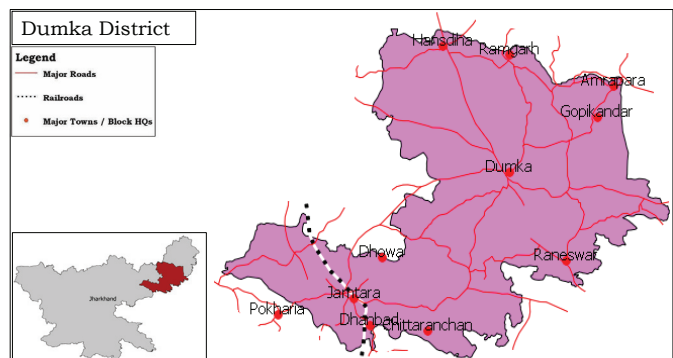 Dumka District
Legend
Major Roads
Railroads
Major Towns / Block HQs
Hansdiha
Ramgarh
Amrapara
Gopikandar
Dumka
Raneswar
Dhowa
Jamtara
Pokharia
Dhanbad
Chittaranchan
Jharkhand